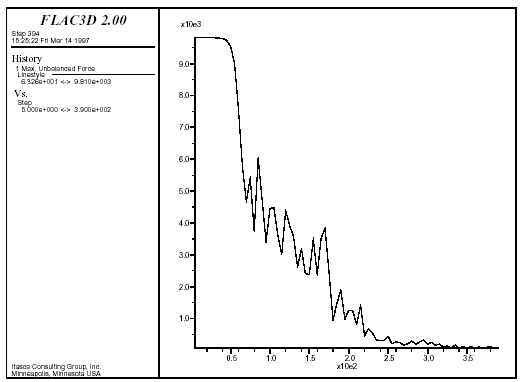 FLAC3D 2.00
Step 394
15:25:22 Fri Mar 14 1997
History
1 Max. Unbalanced Force
Linestyle
6.326e+001 <-> 9.810e+003
Vs.
Step
5.000e+000 <-> 3.900e+002
Itasca Consulting Group, Inc.
Minneapolis, Minnesota USA
x10e3
9.0
8.0
7.0
6.0
5.0
4.0
3.0
2.0
1.0
0.5
1.0
1.5
2.0
2.5
3.0
3.5
x10e2